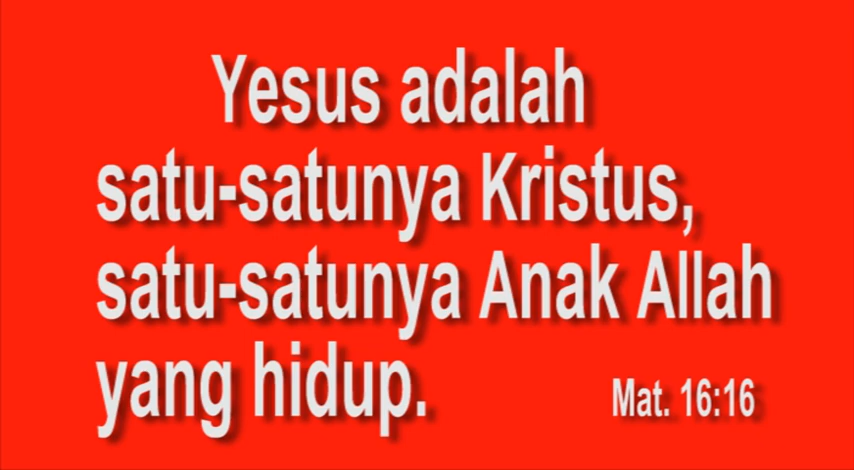 Yesus adalah
satu-satunya Kristus,
satu-satunya Anak Allah
yang hidup.
Mat. 16:16